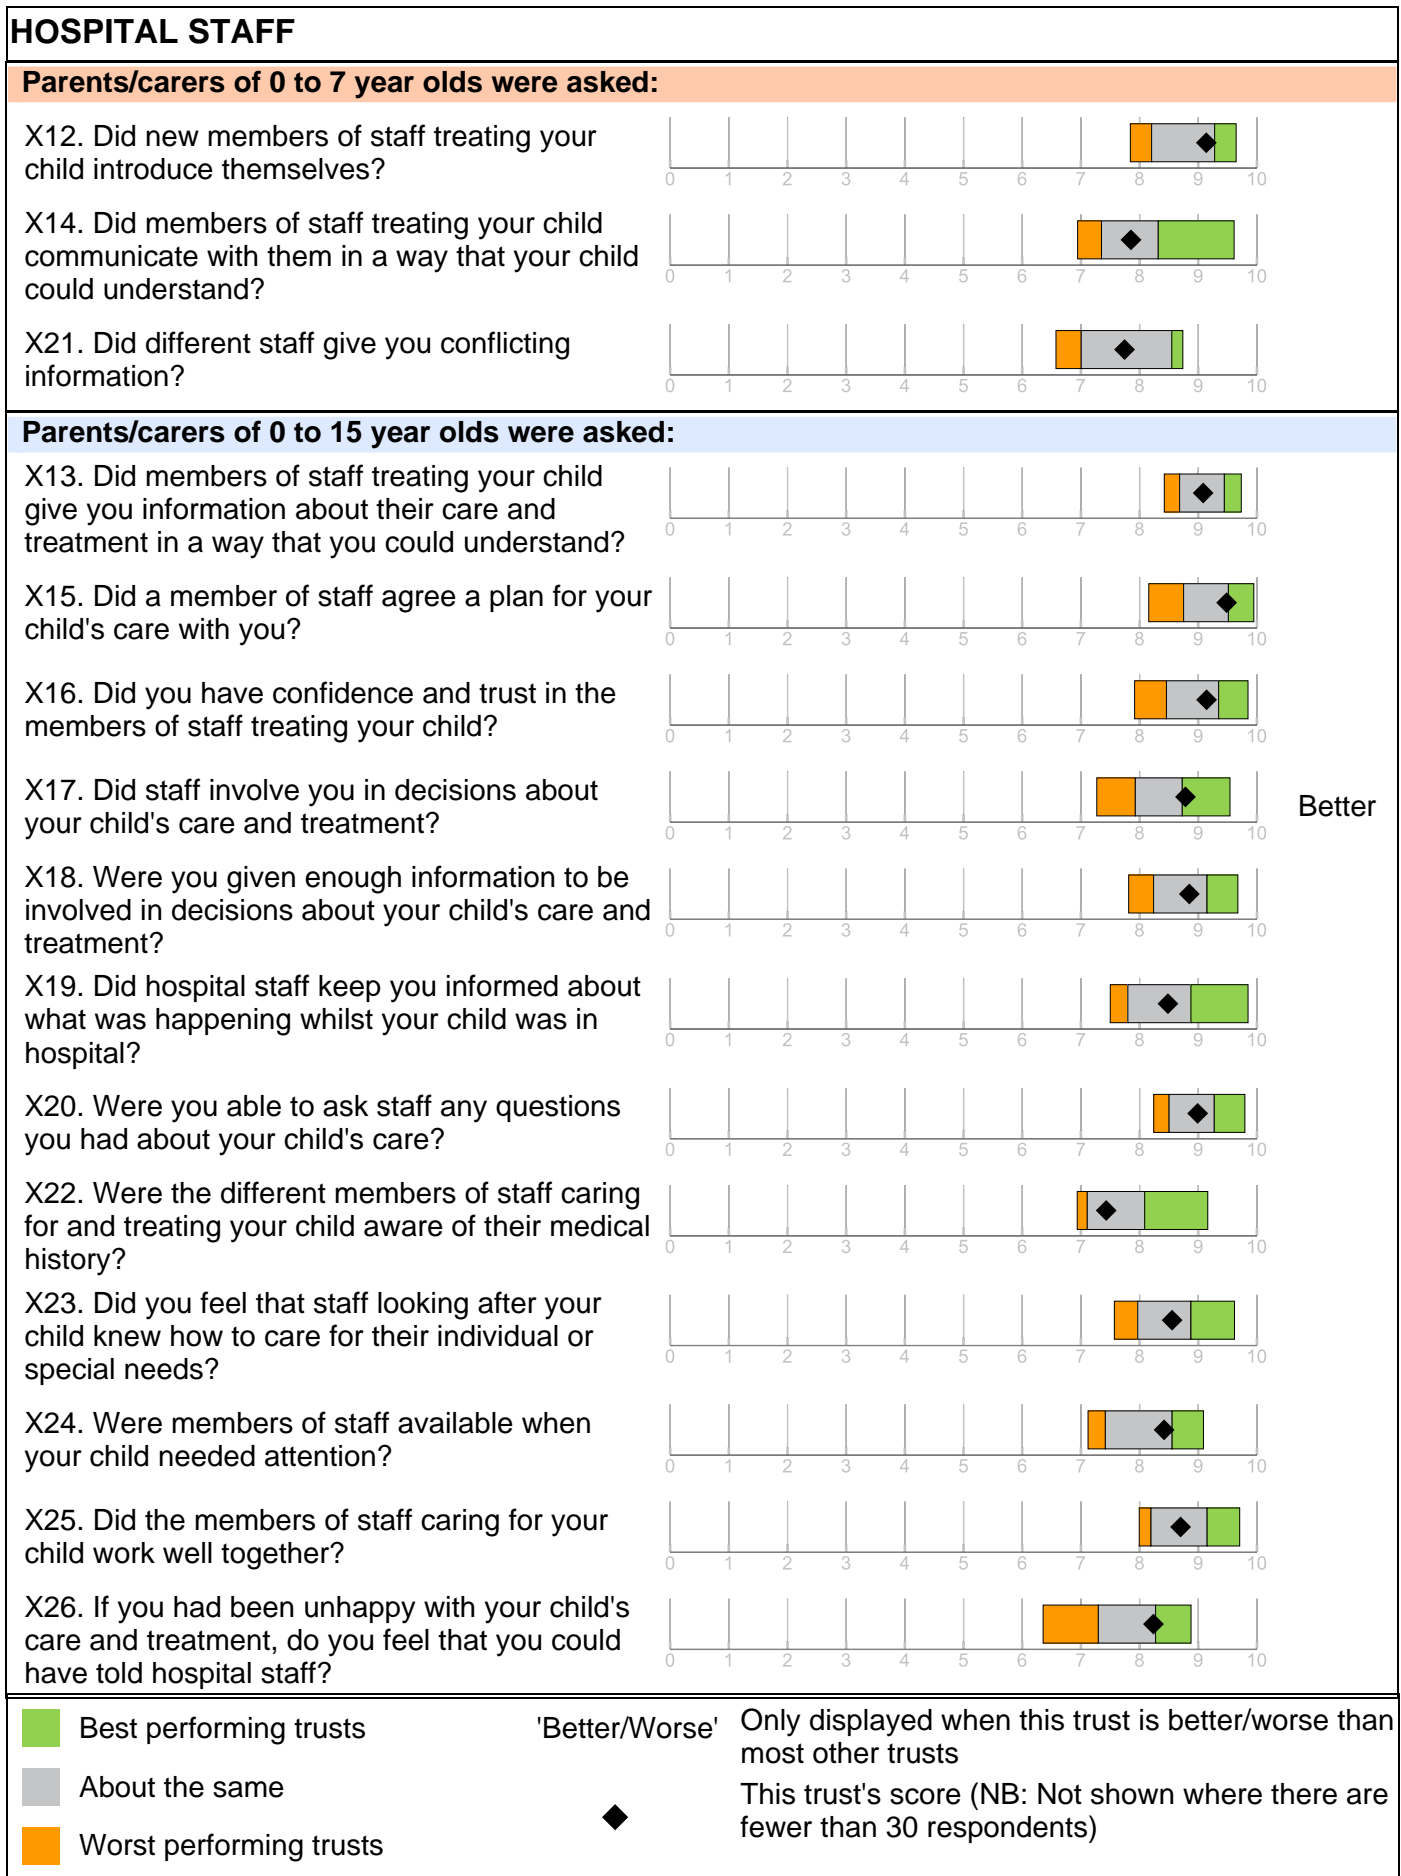 HOSPITAL STAFF
Parents/carers of 0 to 7 year olds were asked:
X12. Did new members of staff treating your
child introduce themselves?
0 1 2 3 4 5 6 7 8 9 10
X14. Did members of staff treating your child
communicate with them in a way that your child
could understand?
0 1 2 3 4 5 6 7 8 9 10
X21. Did different staff give you conflicting
information?
0 1 2 3 4 5 6 7 8 9 10
Parents/carers of 0 to 15 year olds were asked:
X13. Did members of staff treating your child
give you information about their care and
treatment in a way that you could understand?
0 1 2 3 4 5 6 7 8 9 10
X15. Did a member of staff agree a plan for your
child's care with you?
0 1 2 3 4 5 6 7 8 9 10
X16. Did you have confidence and trust in the
members of staff treating your child?
0 1 2 3 4 5 6 7 8 9 10
X17. Did staff involve you in decisions about
your child's care and treatment?
0 1 2 3 4 5 6 7 8 9 10
Better
X18. Were you given enough information to be
involved in decisions about your child's care and
treatment?
0 1 2 3 4 5 6 7 8 9 10
X19. Did hospital staff keep you informed about
what was happening whilst your child was in
hospital?
0 1 2 3 4 5 6 7 8 9 10
X20. Were you able to ask staff any questions
you had about your child's care?
0 1 2 3 4 5 6 7 8 9 10
X22. Were the different members of staff caring
for and treating your child aware of their medical
history?
0 1 2 3 4 5 6 7 8 9 10
X23. Did you feel that staff looking after your
child knew how to care for their individual or
special needs?
0 1 2 3 4 5 6 7 8 9 10
X24. Were members of staff available when
your child needed attention?
0 1 2 3 4 5 6 7 8 9 10
X25. Did the members of staff caring for your
child work well together?
0 1 2 3 4 5 6 7 8 9 10
X26. If you had been unhappy with your child's
care and treatment, do you feel that you could
have told hospital staff?
0 1 2 3 4 5 6 7 8 9 10
Best performing trusts
About the same
Worst performing trusts
'Better/Worse'
Only displayed when this trust is better/worse than
most other trusts
This trust's score (NB: Not shown where there are
fewer than 30 respondents)